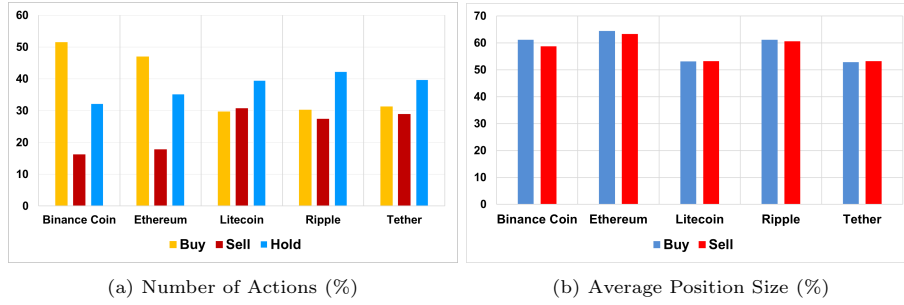 60
50
40
30
20
10
0
Binance Coin Ethereum Litecoin Ripple Tether
Buy Sell Hold
(a) Number of Actions (%)
70
60
50
40
30
20
10
0
Binance Coin Ethereum Litecoin Ripple Tether
Buy Sell
(b) Average Position Size (%)